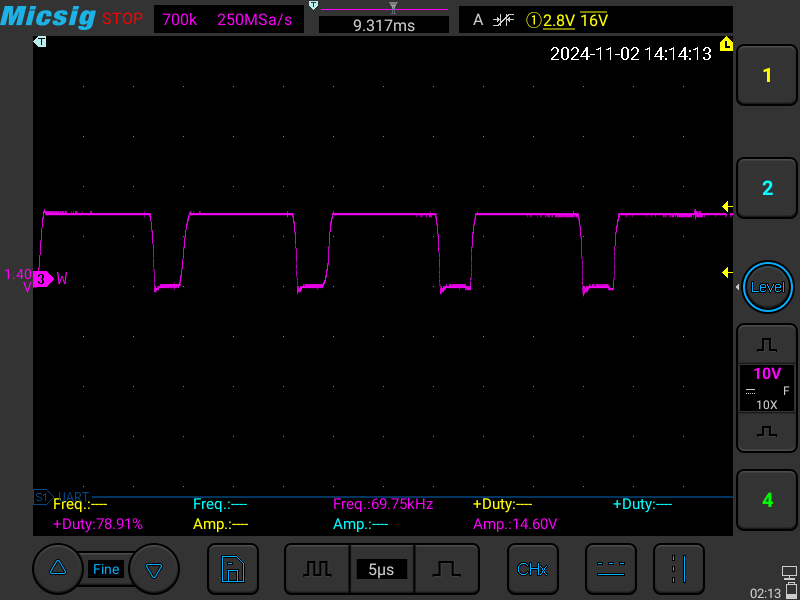 Micsig STOP 700k 250MSa/s 9.317ms A 1 2.8V 16V
T
T
L
2024-11-02 14:14:13
1
2
1.40
V
3 W
Level
10V
F
10X
4
S1 UART
Freq.:---- Freq.:---- Freq.:69.75kHz +Duty:---- +Duty:----
+Duty:78.91% Amp.:---- Amp.:---- Amp.:14.60V
Fine 5µs CHx
02:13